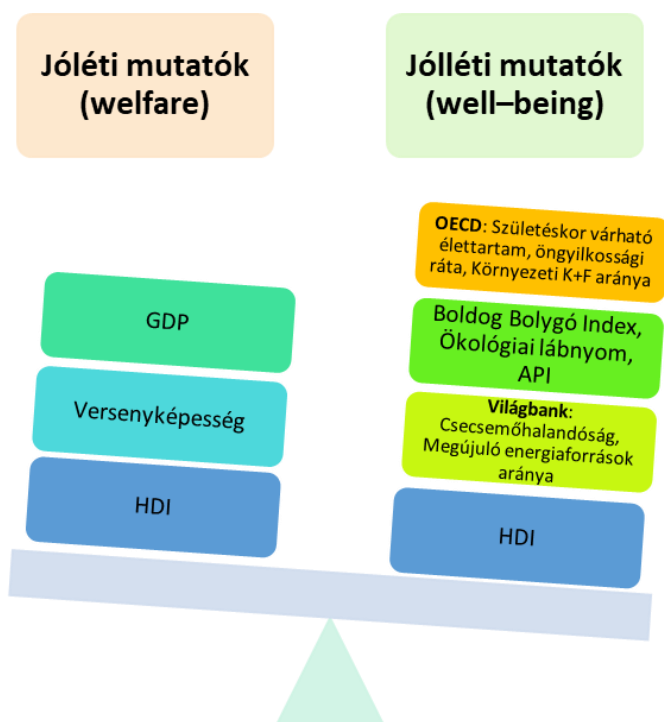 Jóléti mutatók
(welfare)
Jólléti mutatók
(well–being)
GDP
Versenyképesség
HDI
OECD: Születéskor várható
élettartam, öngyilkossági
ráta, Környezeti K+F aránya
Boldog Bolygó Index,
Ökológiai lábnyom,
API
Világbank:
Csecsemőhalandóság,
Megújuló energiaforrások
aránya
HDI